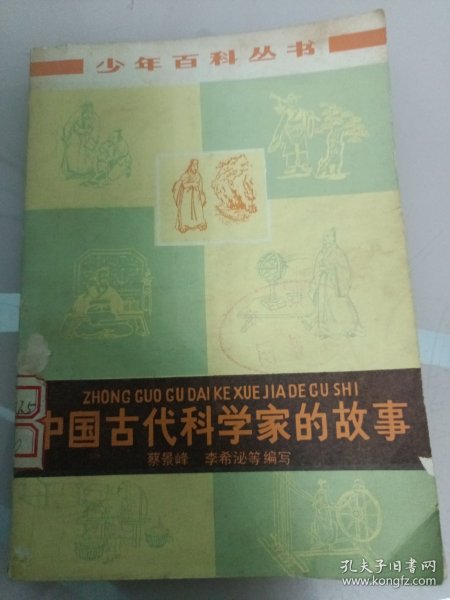 少年百科丛书
ZHONG GUO GU DAI KE XUE JIA DE GU SHI
中国古代科学家的故事
蔡景峰 李希泌等编写
孔夫子旧书网
www.kongfz.com